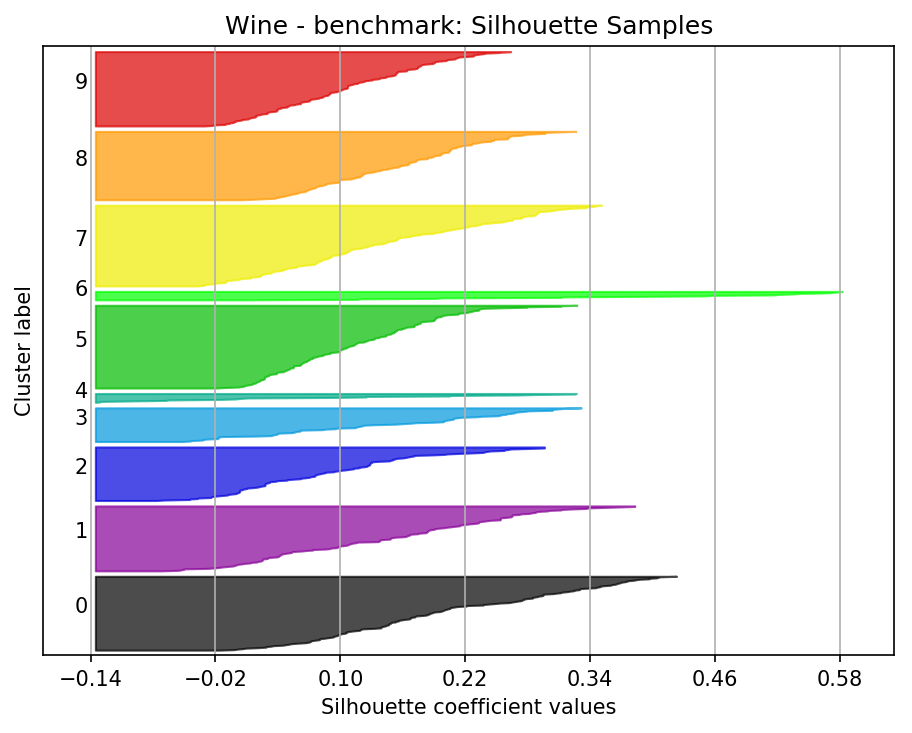 Wine - benchmark: Silhouette Samples
9
8
7
6
5
4
3
2
1
0
Cluster label
−0.14 −0.02 0.10 0.22 0.34 0.46 0.58
Silhouette coefficient values